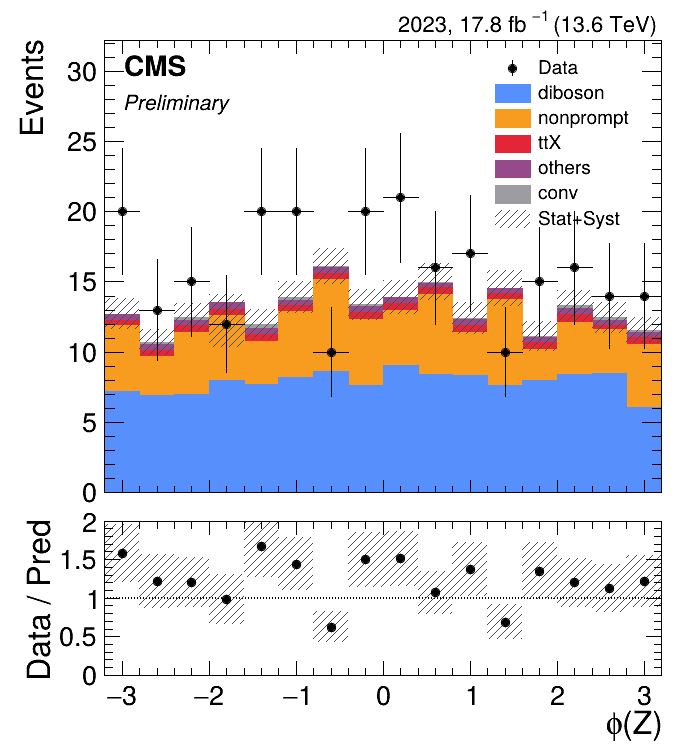 2023, 17.8 fb⁻¹ (13.6 TeV)
CMS
Preliminary
Events
30
25
20
15
10
5
0
Data
diboson
nonprompt
ttX
others
conv
Stat+Syst
Data / Pred
2
1.5
1
0.5
0
−3 −2 −1 0 1 2 3
ϕ(Z)